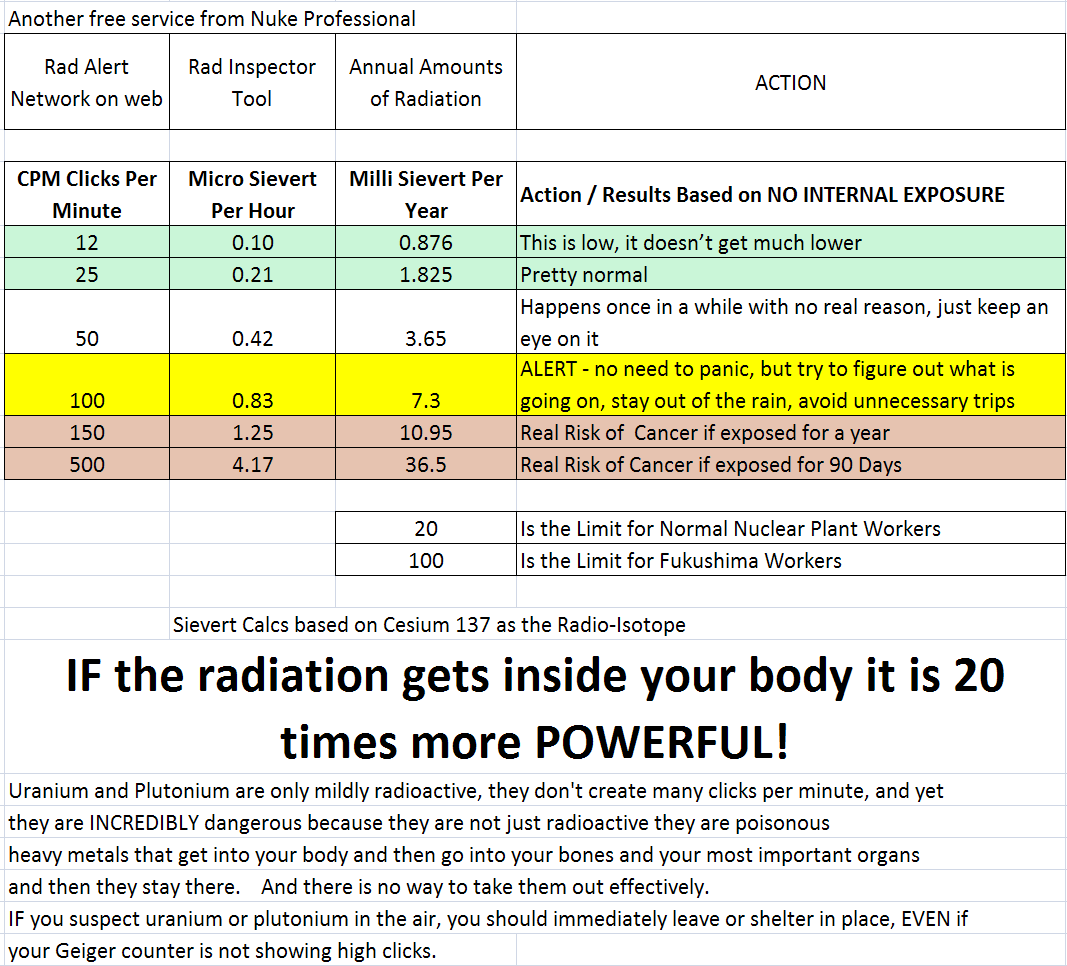 Another free service from Nuke Professional
Rad Alert
Network on web
Rad Inspector
Tool
Annual Amounts
of Radiation
ACTION
CPM Clicks Per
Minute
Micro Sievert
Per Hour
Milli Sievert Per
Year
Action / Results Based on NO INTERNAL EXPOSURE
12 0.10 0.876 This is low, it doesn’t get much lower
25 0.21 1.825 Pretty normal
Happens once in a while with no real reason, just keep an
50 0.42 3.65 eye on it
ALERT - no need to panic, but try to figure out what is
100 0.83 7.3 going on, stay out of the rain, avoid unnecessary trips
150 1.25 10.95 Real Risk of  Cancer if exposed for a year
500 4.17 36.5 Real Risk of Cancer if exposed for 90 Days
20 Is the Limit for Normal Nuclear Plant Workers
100 Is the Limit for Fukushima Workers
Sievert Calcs based on Cesium 137 as the Radio-Isotope
IF the radiation gets inside your body it is 20
times more POWERFUL!
Uranium and Plutonium are only mildly radioactive, they don't create many clicks per minute, and yet
they are INCREDIBLY dangerous because they are not just radioactive they are poisonous
heavy metals that get into your body and then go into your bones and your most important organs
and then they stay there.    And there is no way to take them out effectively.
IF you suspect uranium or plutonium in the air, you should immediately leave or shelter in place, EVEN if
your Geiger counter is not showing high clicks.